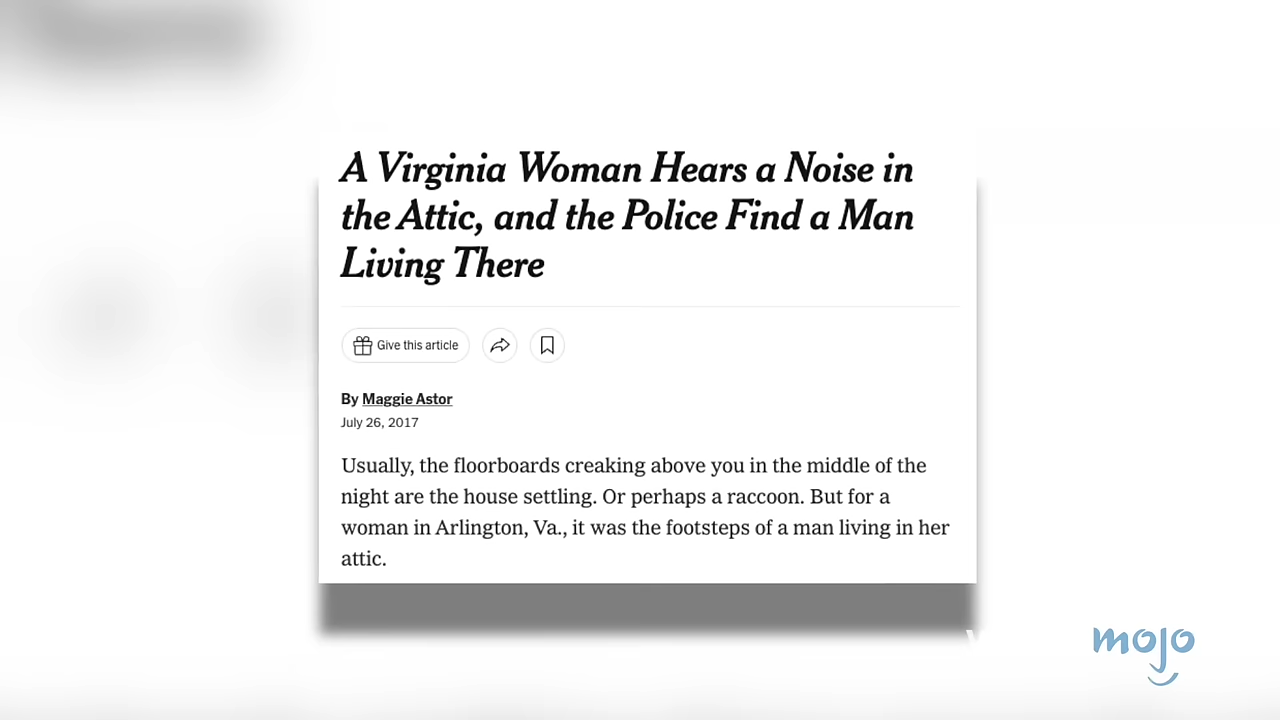 A Virginia Woman Hears a Noise in
the Attic, and the Police Find a Man
Living There
Give this article
By Maggie Astor
July 26, 2017
Usually, the floorboards creaking above you in the middle of the
night are the house settling. Or perhaps a raccoon. But for a
woman in Arlington, Va., it was the footsteps of a man living in her
attic.
mojo